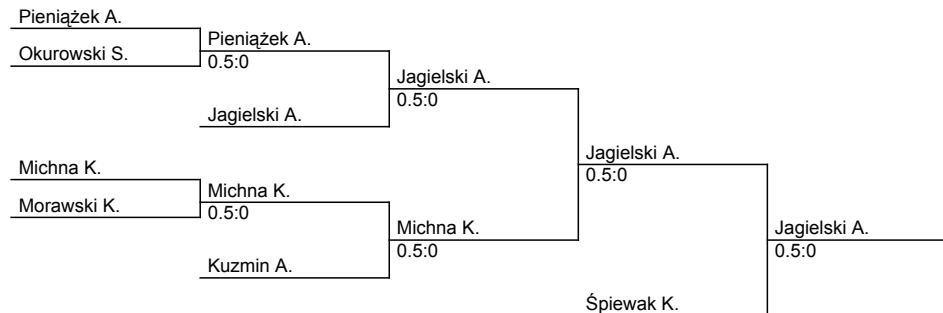 Pieniążek A.
Okurowski S.
Pieniążek A.
0.5:0
Jagielski A.
Jagielski A.
0.5:0
Michna K.
Morawski K.
Michna K.
0.5:0
Kuzmin A.
Michna K.
0.5:0
Jagielski A.
0.5:0
Śpiewak K.
Jagielski A.
0.5:0